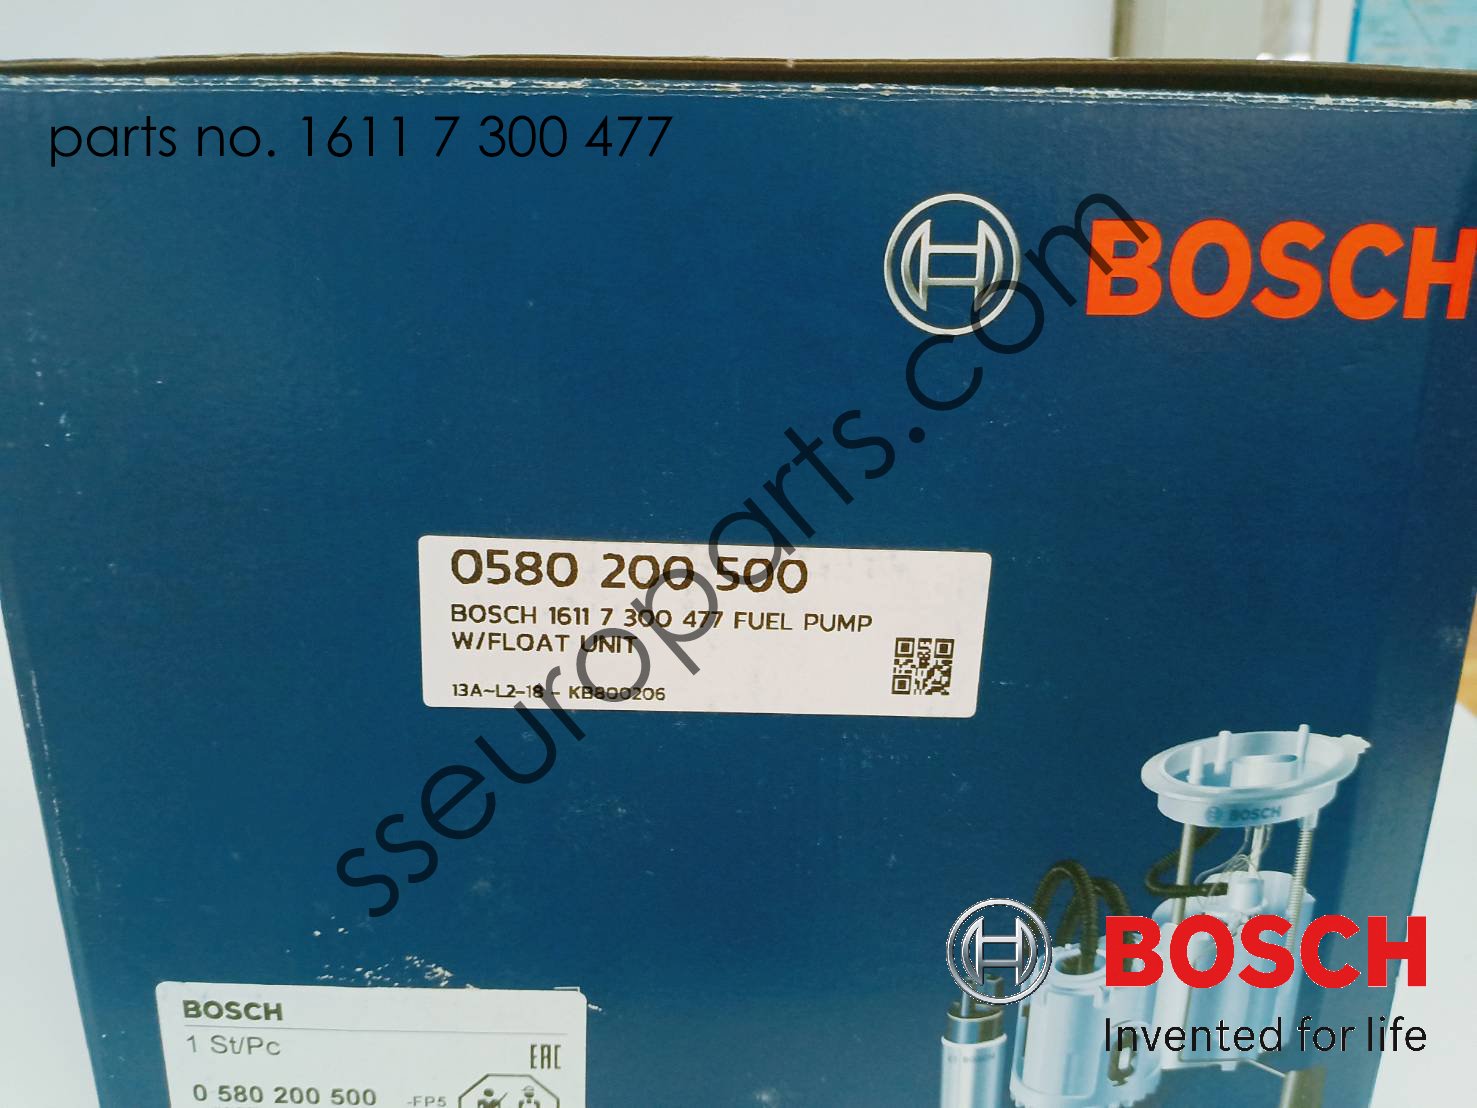 parts no. 1611 7 300 477
BOSCH
sseuroparts.com
0580 200 500
BOSCH 1611 7 300 477 FUEL PUMP
W/FLOAT UNIT
13A~L2-18 - KB800206
BOSCH
BOSCH
Invented for life
BOSCH
1 St/Pc
EAC
0 580 200 500 -FP5